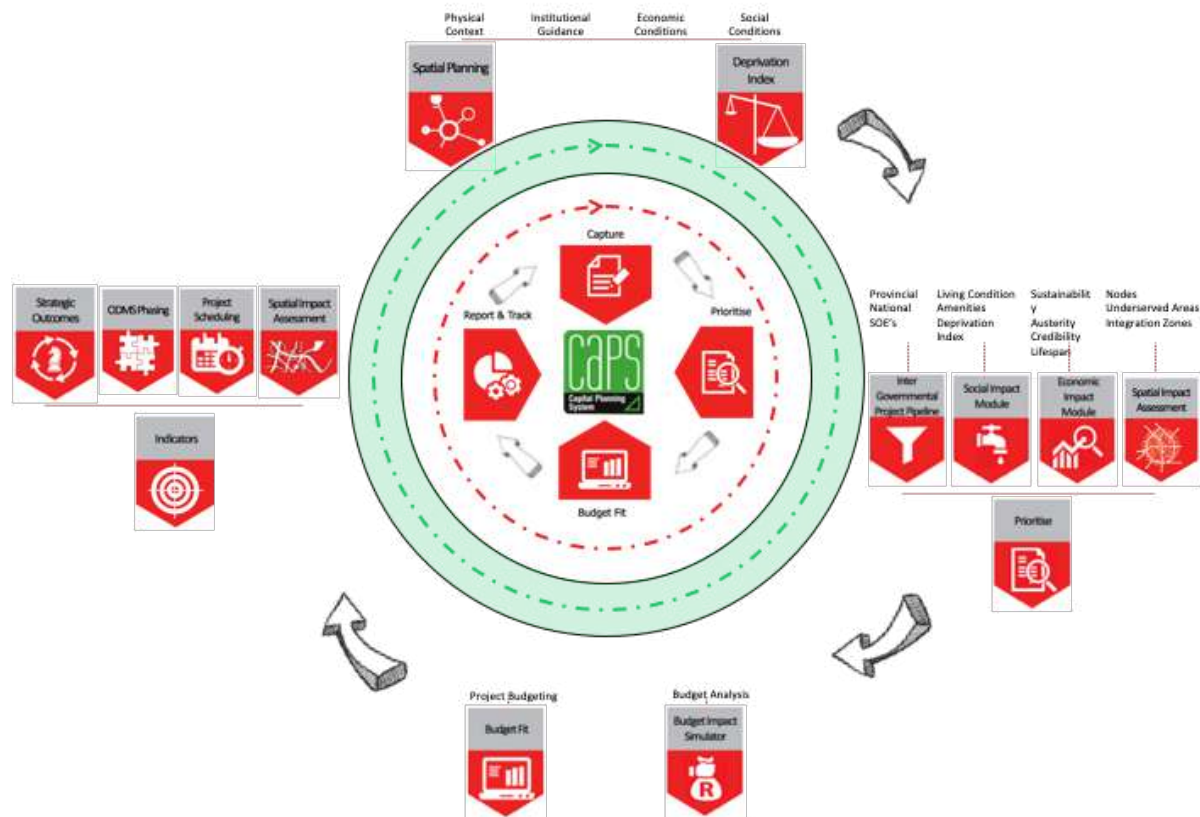 Physical
Context
Institutional
Guidance
Economic
Conditions
Social
Conditions
Spatial Planning
Deprivation
Index
Capture
Report & Track
Prioritise
CaPS
Capital Planning
System
Budget Fit
Strategic
Outcomes
CIDMS Phasing
Project
Scheduling
Spatial Impact
Assessment
Indicators
Provincial
National
SOE's
Living Condition
Amenities
Deprivation
Index
Sustainabilit
y
Austerity
Credibility
Lifespan
Nodes
Underserved Areas
Integration Zones
Inter
Governmental
Project Pipeline
Social Impact
Module
Economic
Impact
Module
Spatial Impact
Assessment
Prioritise
Project Budgeting
Budget Fit
Budget Analysis
Budget Impact
Simulator
R